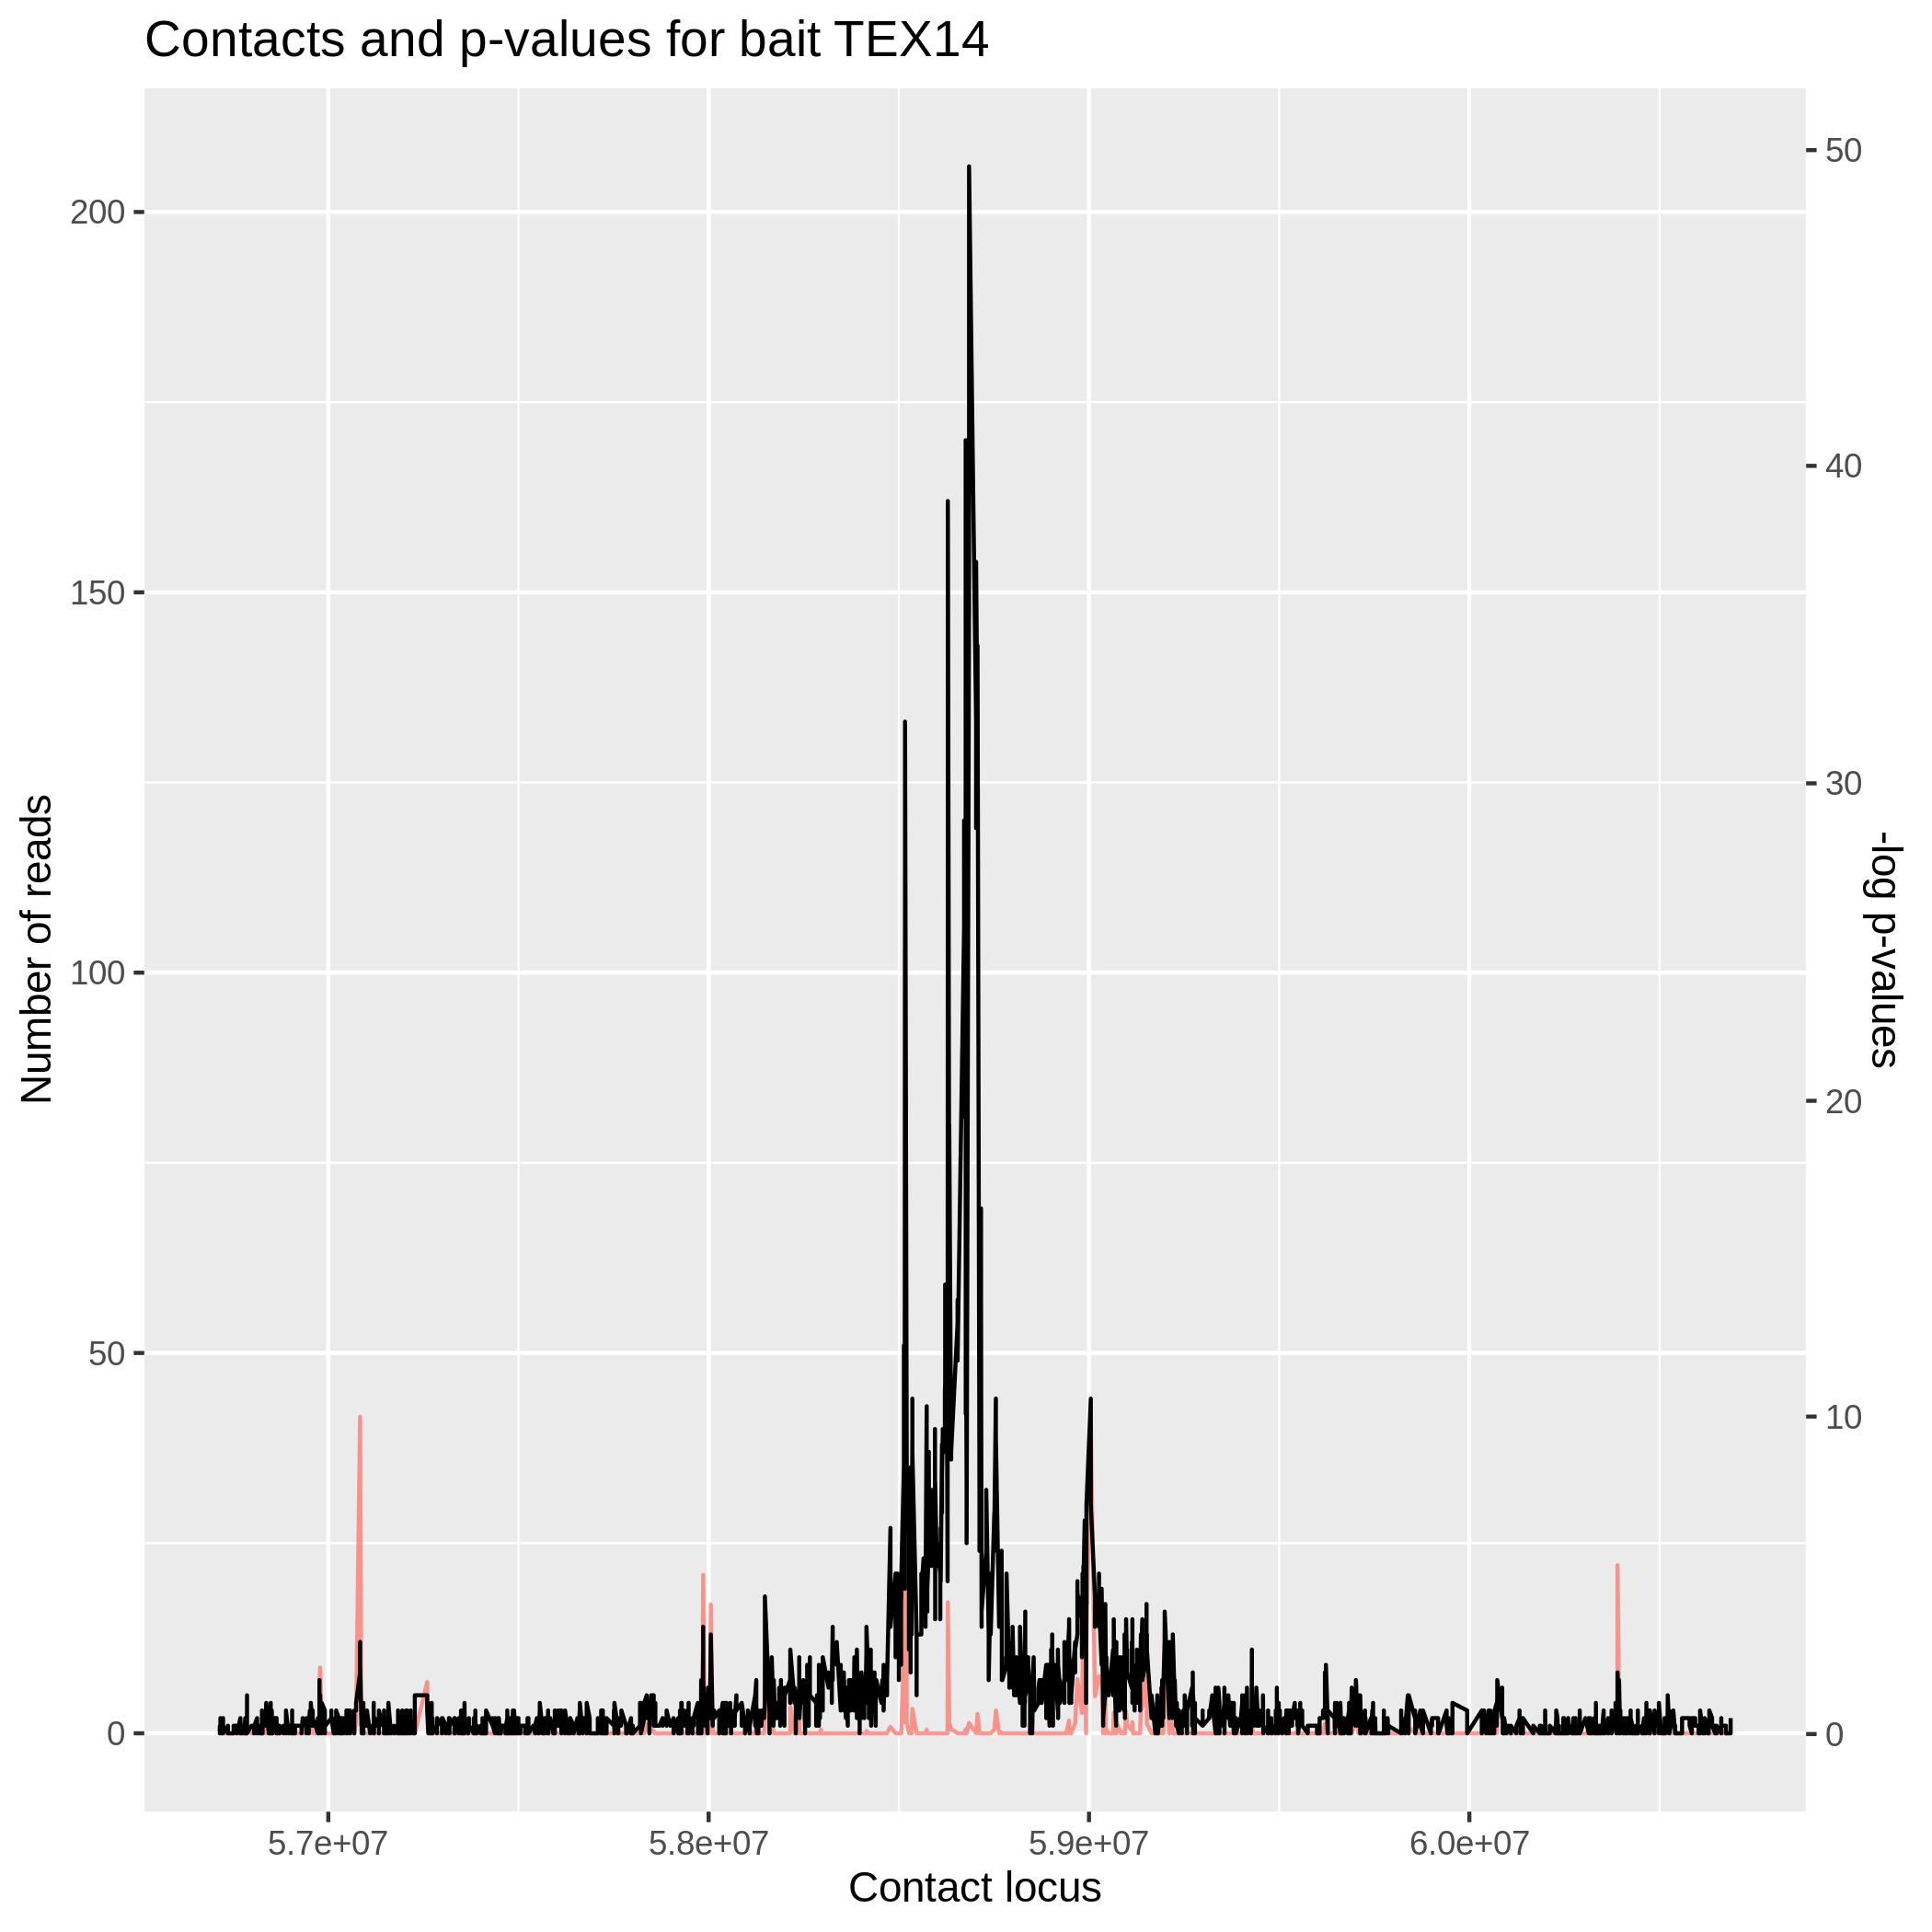 Contacts and p-values for bait TEX14
200
150
100
50
0
50
40
30
20
10
0
Number of reads
-log p-values
5.7e+07
5.8e+07
5.9e+07
6.0e+07
Contact locus